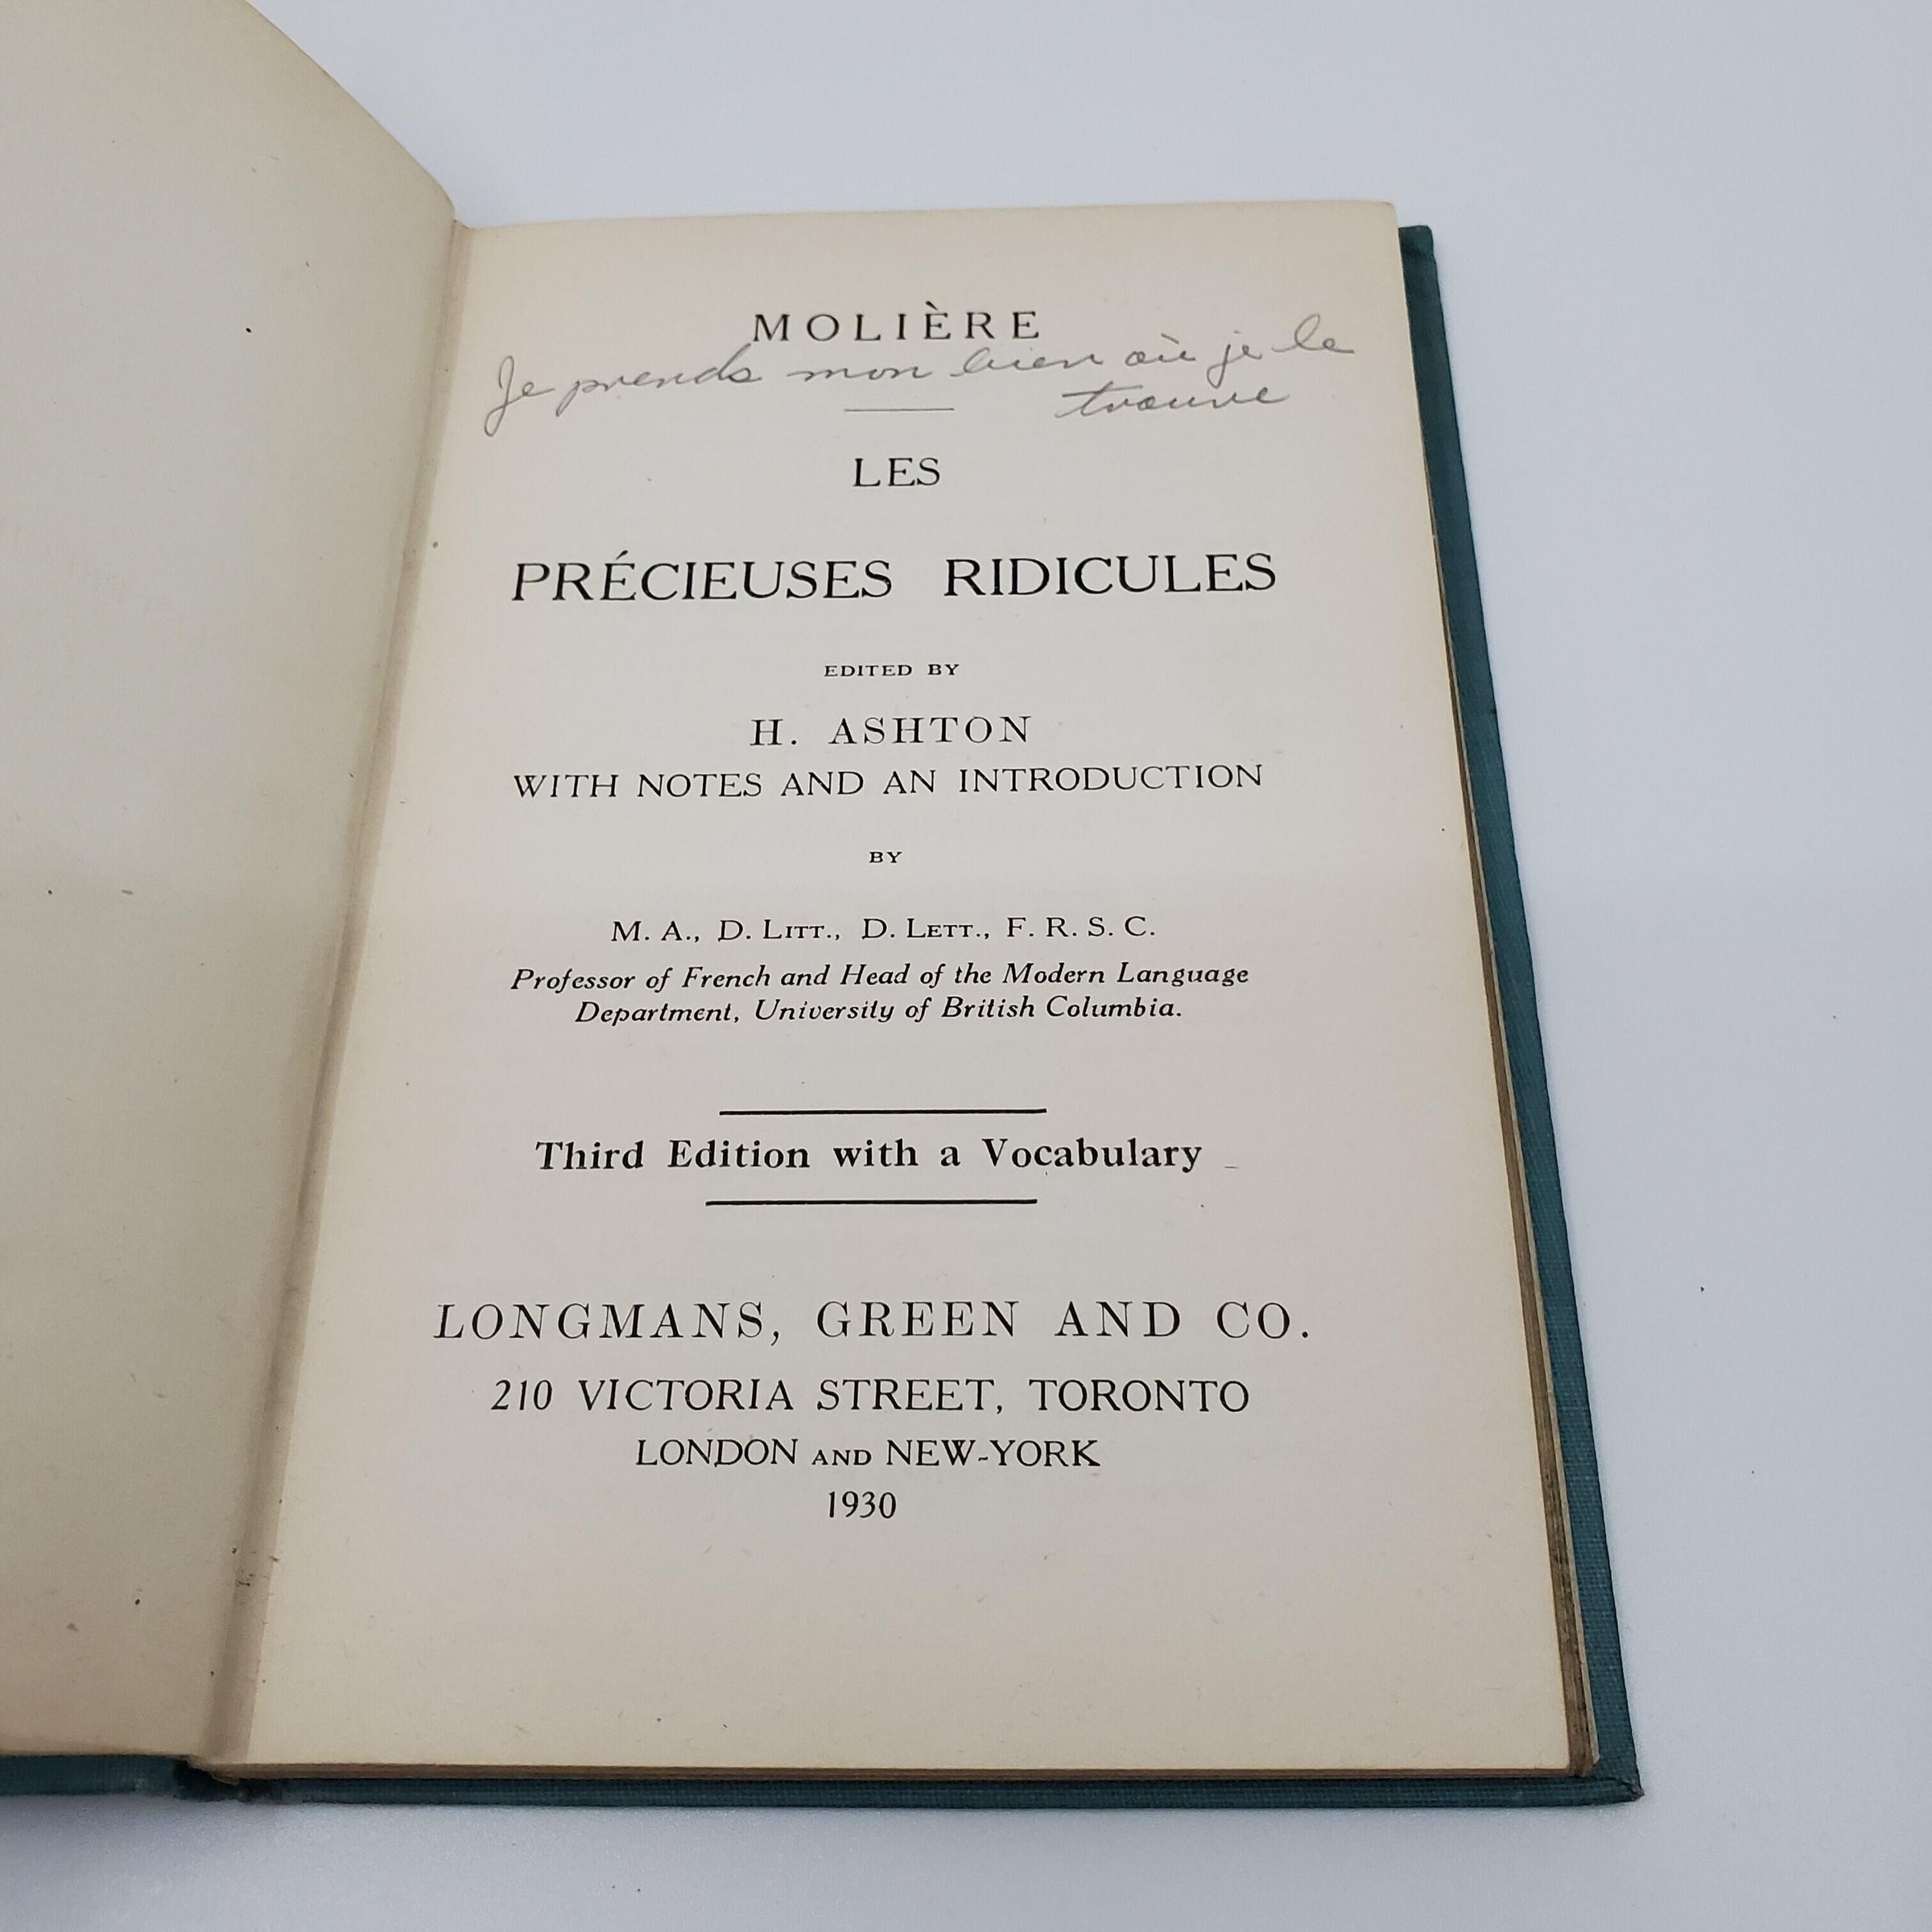 MOLIÈRE
Je prends mon bien où je le
trouve
LES
PRÉCIEUSES RIDICULES
EDITED BY
H. ASHTON
WITH NOTES AND AN INTRODUCTION
BY
M. A., D. LITT., D. LETT., F. R. S. C.
Professor of French and Head of the Modern Language
Department, University of British Columbia.
Third Edition with a Vocabulary
LONGMANS, GREEN AND CO.
210 VICTORIA STREET, TORONTO
LONDON AND NEW-YORK
1930